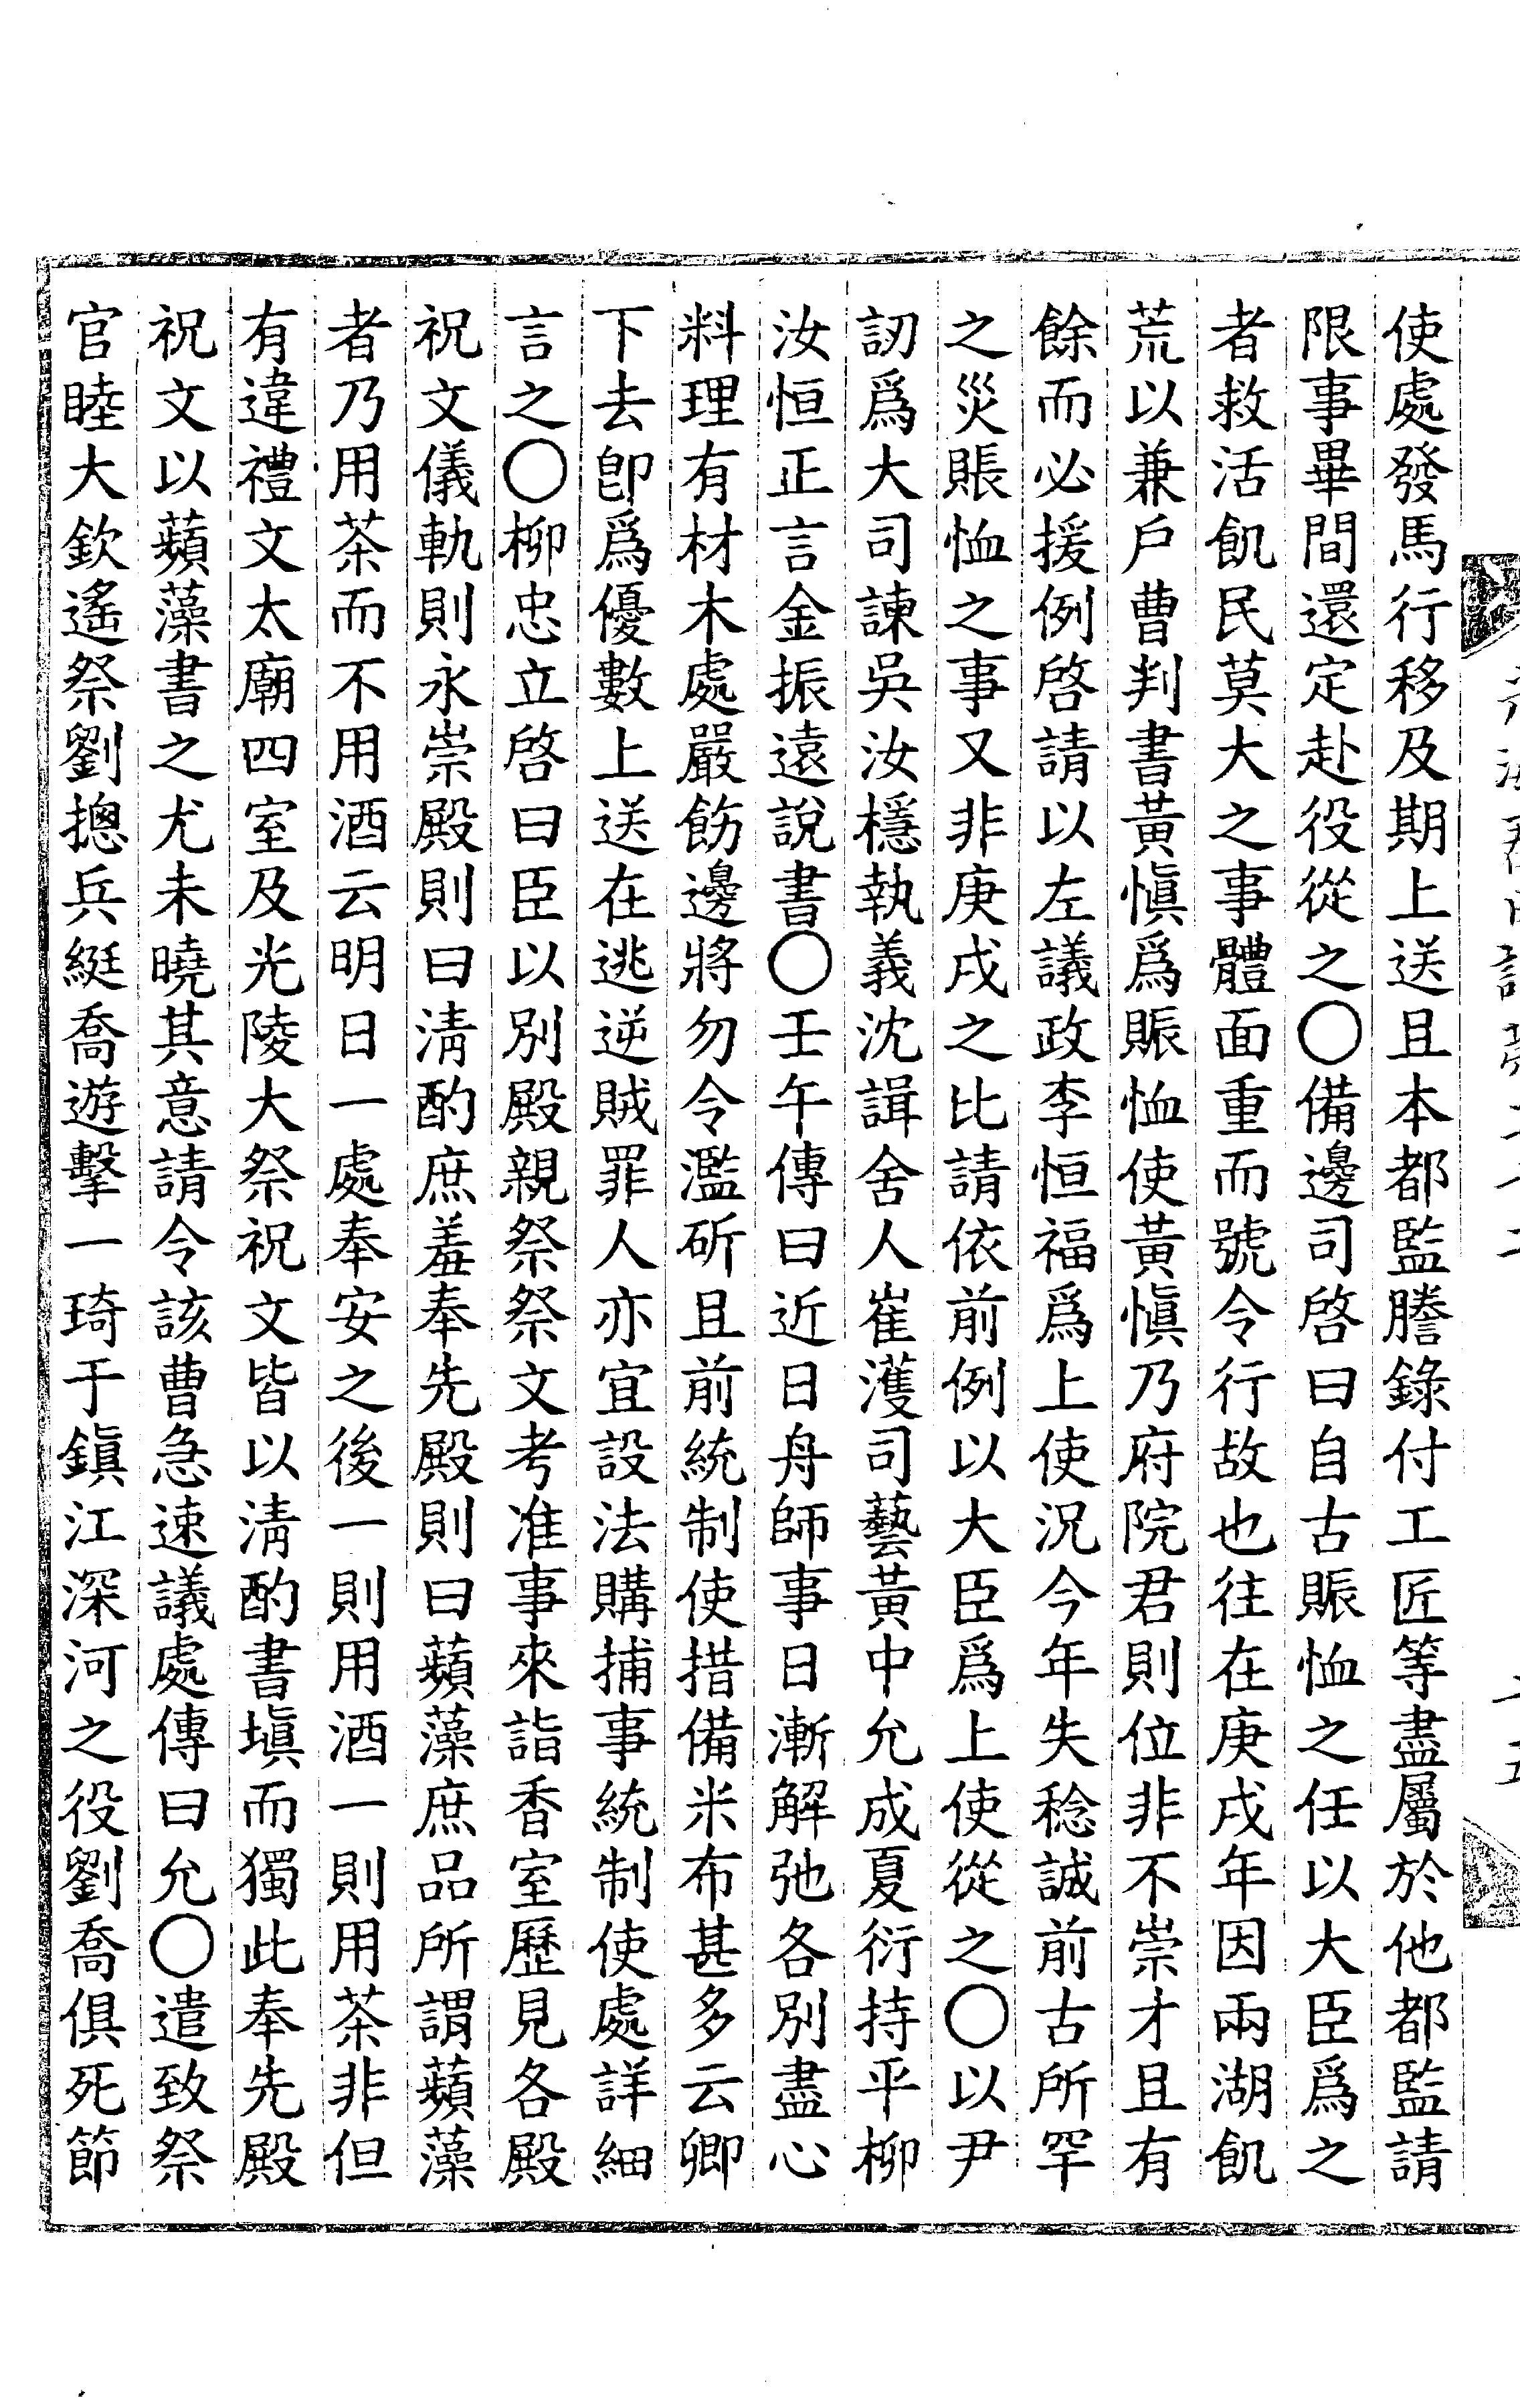 使處發馬行移及期上送且本都監謄錄付工匠等盡屬於他都監請
限事畢間還定赴役從之〇備邊司啓曰自古賑恤之任以大臣爲之
者救活飢民莫大之事體面重而號令行故也往在庚戌年因兩湖飢
荒以兼戶曹判書黃愼爲賑恤使黃愼乃府院君則位非不崇才且有
餘而必援例啓請以左議政李恒福爲上使況今年失稔誠前古所罕
之災賬恤之事又非庚戌之比請依前例以大臣爲上使從之〇以尹
訒爲大司諫吳汝穩執義沈諿舍人崔濩司藝黃中允成夏衍持平柳
汝恒正言金振遠說書〇壬午傳曰近日舟師事日漸解弛各別盡心
料理有材木處嚴飭邊將勿令濫斫且前統制使措備米布甚多云卿
下去卽爲優數上送在逃逆賊罪人亦宜設法購捕事統制使處詳細
言之〇柳忠立啓曰臣以別殿親祭祭文考准事來詣香室歷見各殿
祝文儀軌則永崇殿則曰淸酌庶羞奉先殿則曰蘋藻庶品所謂蘋藻
者乃用茶而不用酒云明日一處奉安之後一則用酒一則用茶非但
有違禮文太廟四室及光陵大祭祝文皆以淸酌書塡而獨此奉先殿
祝文以蘋藻書之尤未曉其意請令該曹急速議處傳曰允〇遣致祭
官睦大欽遙祭劉摠兵綎喬遊擊一琦于鎭江深河之役劉喬俱死節